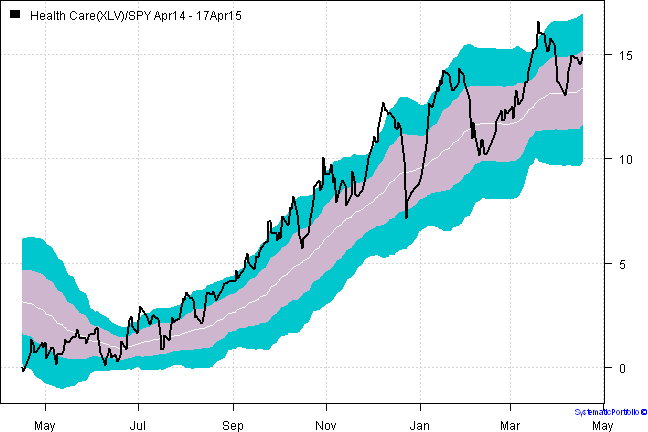 Health Care(XLV)/SPY Apr14 - 17Apr15
15
10
5
0
SystematicPortfolio ©
May Jul Sep Nov Jan Mar May